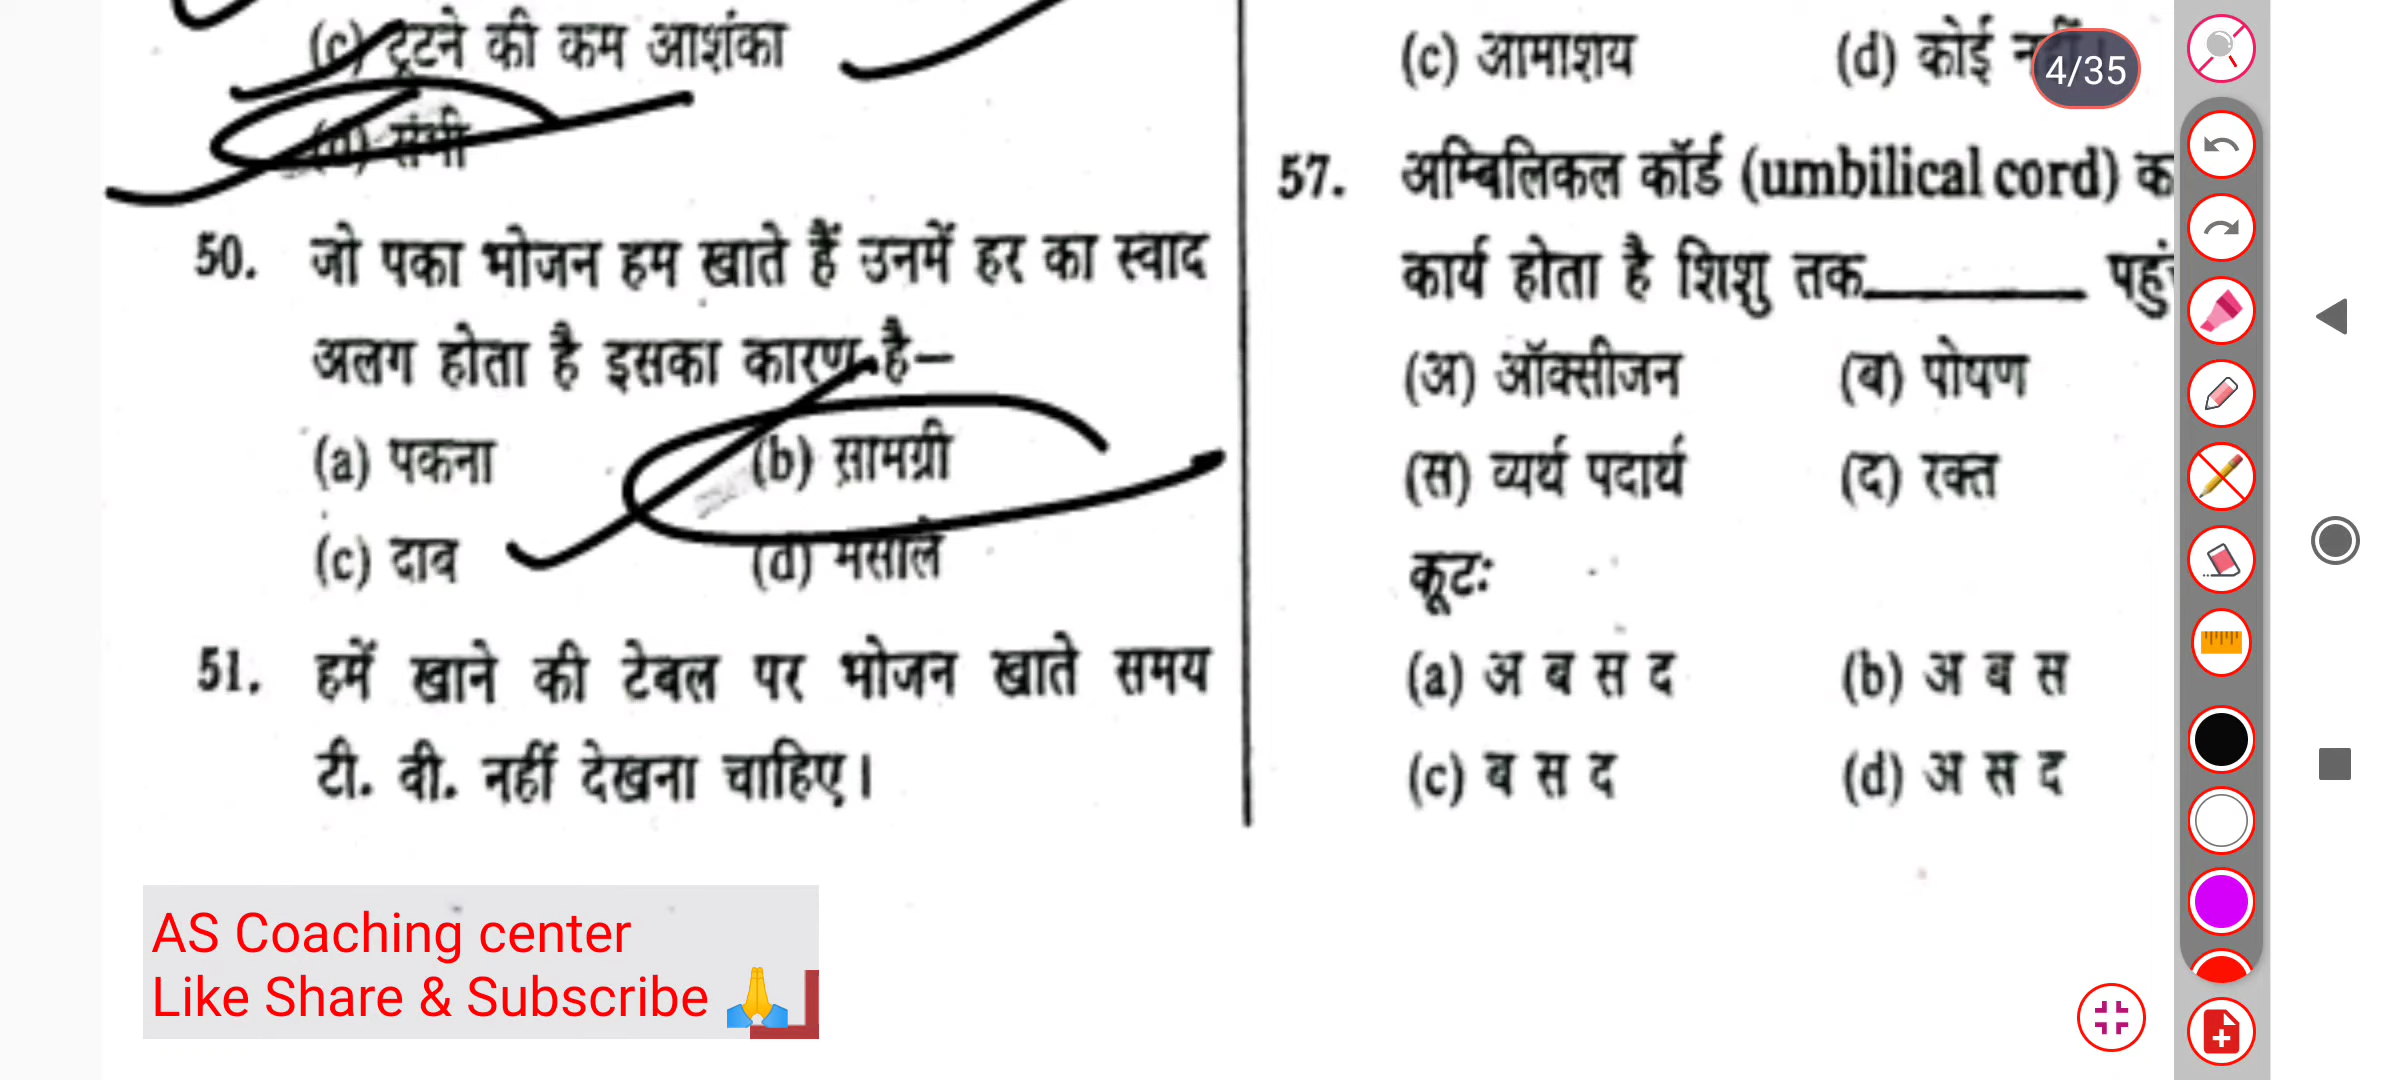 (c) टूटने की कम आशंका
(d) सभी
50. जो पका भोजन हम खाते हैं उनमें हर का स्वाद
अलग होता है इसका कारण है–
(a) पकना (b) सामग्री
(c) दाब (d) मसाले
51. हमें खाने की टेबल पर भोजन खाते समय
टी. वी. नहीं देखना चाहिए।
(c) आमाशय (d) कोई
4/35
57. अम्बिलिकल कॉर्ड (umbilical cord)
कार्य होता है शिशु तक________
(अ) ऑक्सीजन (ब) पोषण
(स) व्यर्थ पदार्थ (द) रक्त
कूटः
(a) अ ब स द (b) अ ब स
(c) ब स द (d) अ स द
AS Coaching center
Like Share & Subscribe 🙏